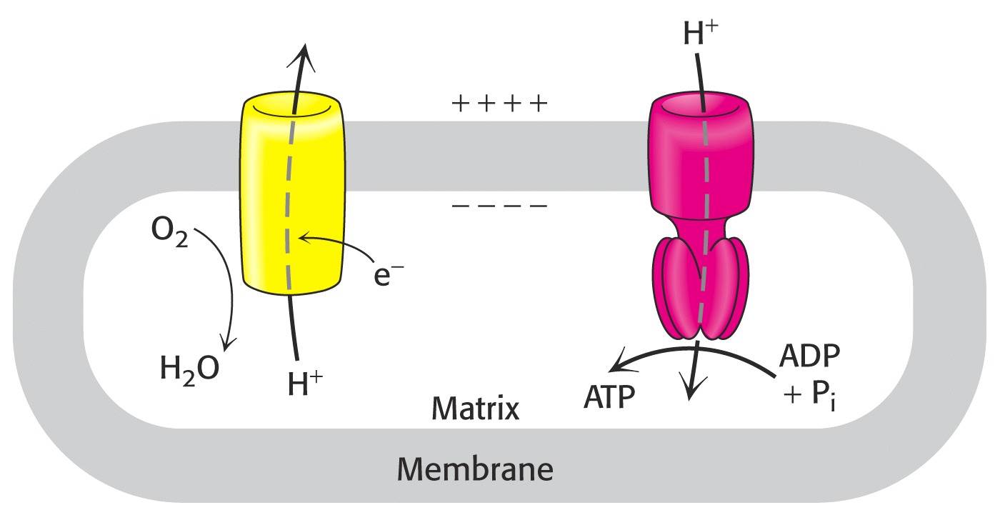 H⁺
+ + + +
− − − −
O₂
e⁻
H₂O
H⁺
ADP
+ Pᵢ
ATP
Matrix
Membrane